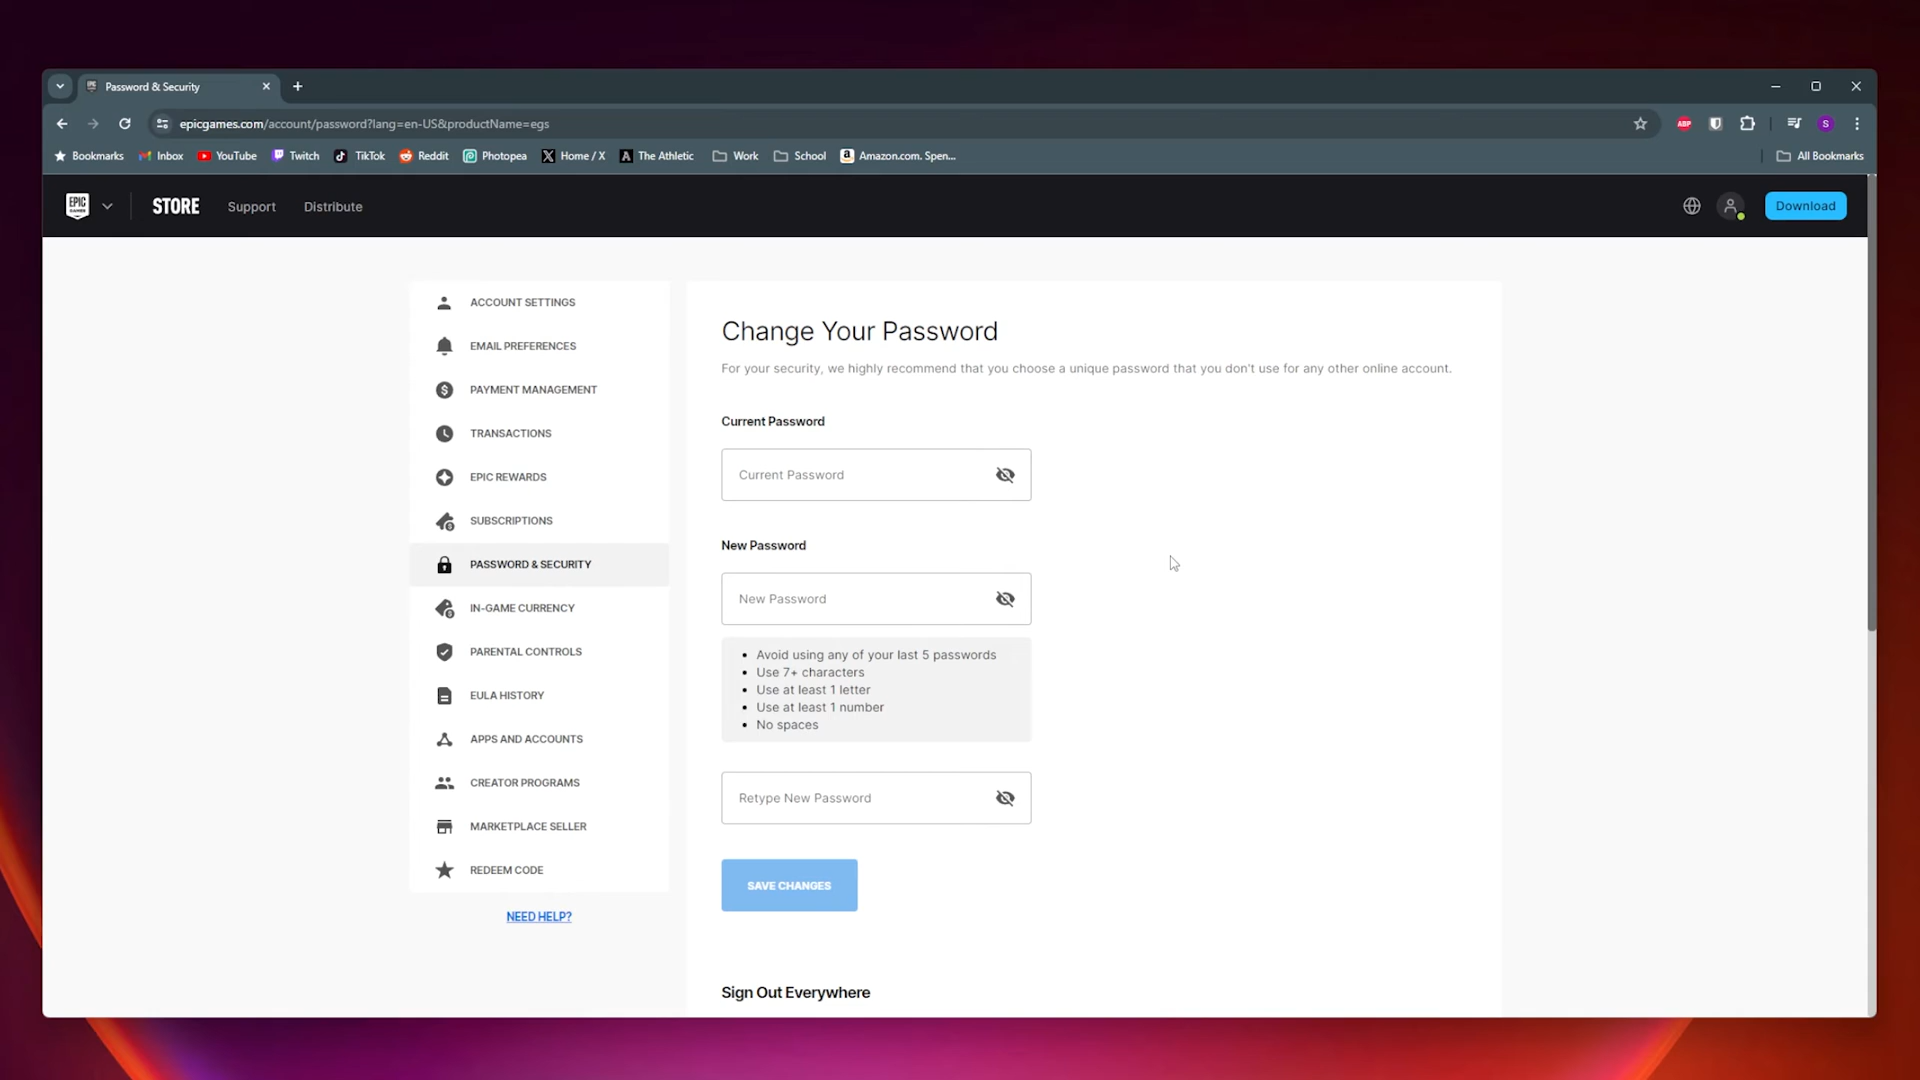 Password & Security
epicgames.com/account/password?lang=en-US&productName=egs
ABP
S
Bookmarks
Inbox
YouTube
Twitch
TikTok
Reddit
Photopea
Home / X
The Athletic
Work
School
Amazon.com. Spen...
All Bookmarks
EPIC GAMES
STORE
Support
Distribute
Download
ACCOUNT SETTINGS
EMAIL PREFERENCES
PAYMENT MANAGEMENT
TRANSACTIONS
EPIC REWARDS
SUBSCRIPTIONS
PASSWORD & SECURITY
IN-GAME CURRENCY
PARENTAL CONTROLS
EULA HISTORY
APPS AND ACCOUNTS
CREATOR PROGRAMS
MARKETPLACE SELLER
REDEEM CODE
NEED HELP?
Change Your Password
For your security, we highly recommend that you choose a unique password that you don't use for any other online account.
Current Password
Current Password
New Password
New Password
• Avoid using any of your last 5 passwords
• Use 7+ characters
• Use at least 1 letter
• Use at least 1 number
• No spaces
Retype New Password
SAVE CHANGES
Sign Out Everywhere